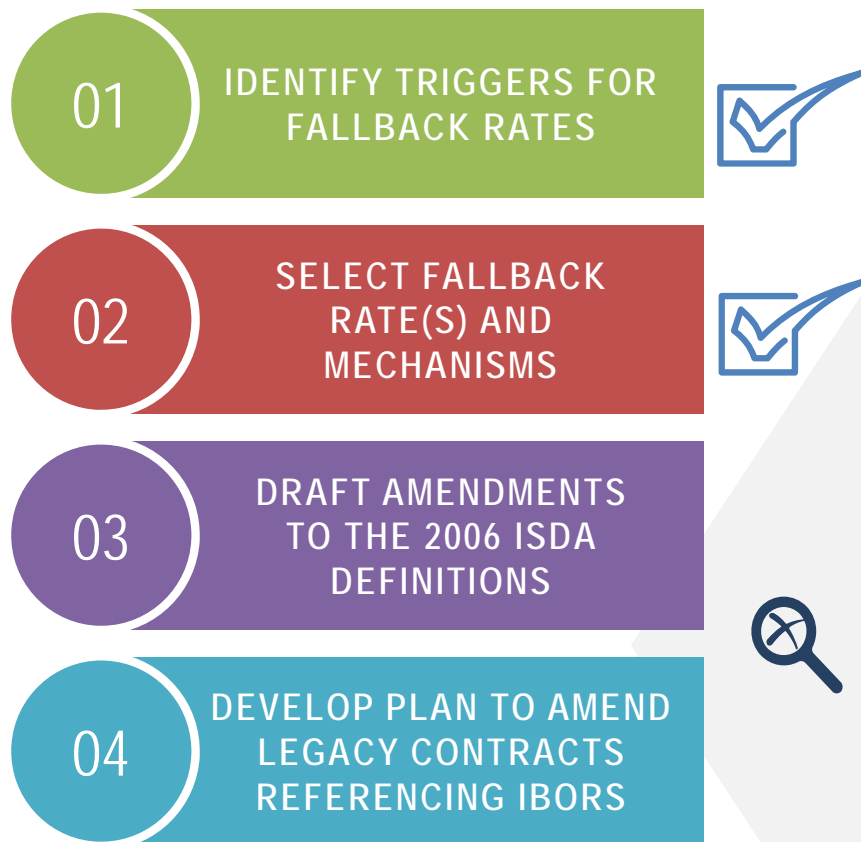 01
IDENTIFY TRIGGERS FOR
FALLBACK RATES
02
SELECT FALLBACK
RATE(S) AND
MECHANISMS
03
DRAFT AMENDMENTS
TO THE 2006 ISDA
DEFINITIONS
04
DEVELOP PLAN TO AMEND
LEGACY CONTRACTS
REFERENCING IBORS